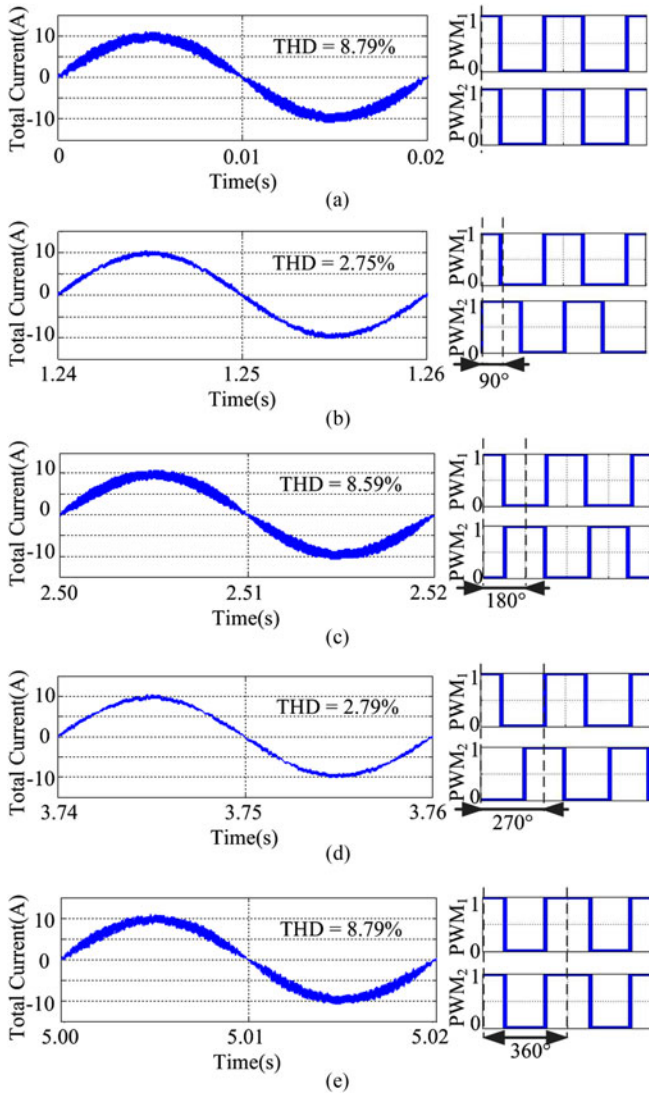 Total Current(A)
10
0
-10
THD = 8.79%
0
0.01
0.02
Time(s)
PWM1
1
0
PWM2
1
0
(a)
Total Current(A)
10
0
-10
THD = 2.75%
1.24
1.25
1.26
Time(s)
PWM1
1
0
PWM2
1
0
90°
(b)
Total Current(A)
10
0
-10
THD = 8.59%
2.50
2.51
2.52
Time(s)
PWM1
1
0
PWM2
1
0
180°
(c)
Total Current(A)
10
0
-10
THD = 2.79%
3.74
3.75
3.76
Time(s)
PWM1
1
0
PWM2
1
0
270°
(d)
Total Current(A)
10
0
-10
THD = 8.79%
5.00
5.01
5.02
Time(s)
PWM1
1
0
PWM2
1
0
360°
(e)